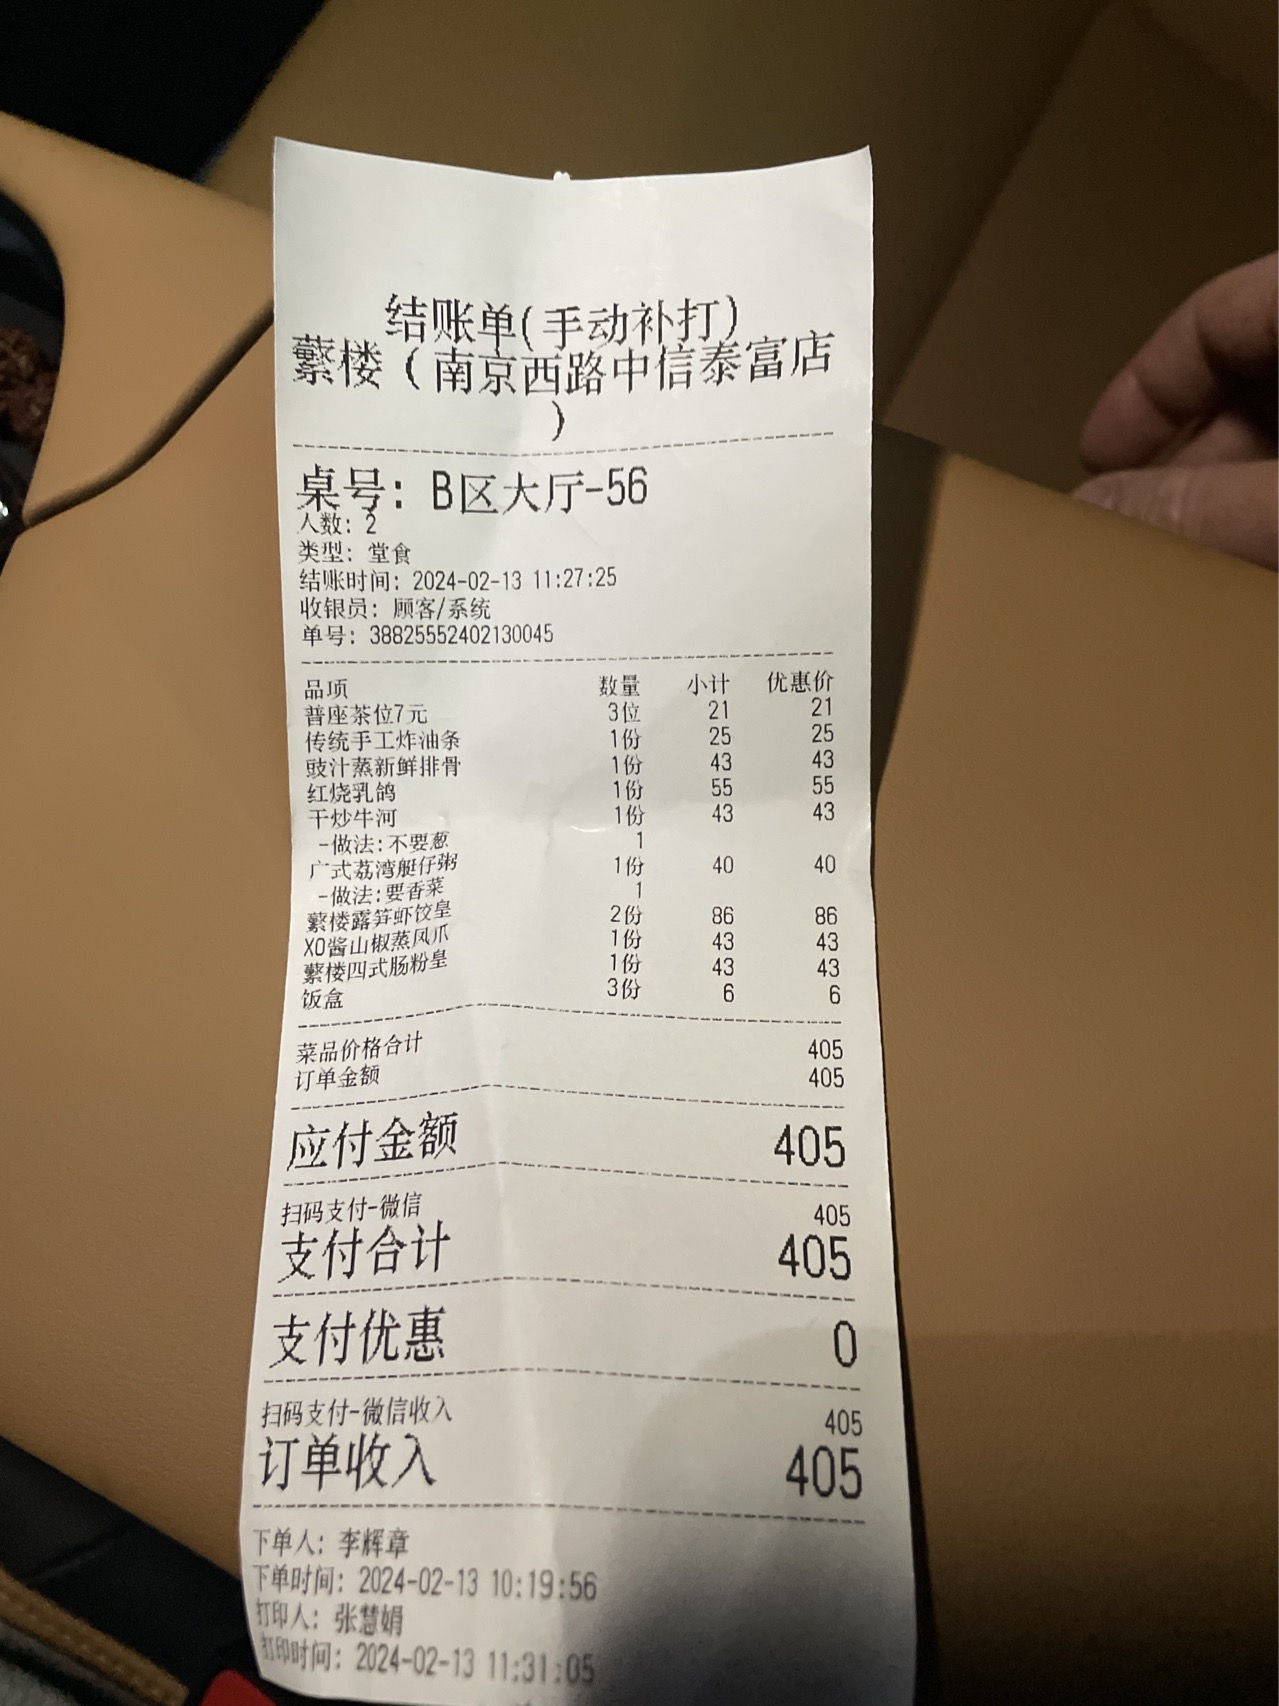 结账单(手动补打)
蘩楼（南京西路中信泰富店
）
桌号: B区大厅-56
人数: 2
类型: 堂食
结账时间: 2024-02-13 11:27:25
收银员: 顾客/系统
单号: 38825552402130045
品项 数量 小计 优惠价
普座茶位7元 3位 21 21
传统手工炸油条 1份 25 25
豉汁蒸新鲜排骨 1份 43 43
红烧乳鸽 1份 55 55
干炒牛河 1份 43 43
-做法:不要葱 1
广式荔湾艇仔粥 1份 40 40
-做法:要香菜 1
蘩楼露笋虾饺皇 2份 86 86
XO酱山椒蒸凤爪 1份 43 43
蘩楼四式肠粉皇 1份 43 43
饭盒 3份 6 6
菜品价格合计 405
订单金额 405
应付金额 405
扫码支付-微信 405
支付合计 405
支付优惠 0
扫码支付-微信收入 405
订单收入 405
下单人: 李辉章
下单时间: 2024-02-13 10:19:56
打印人: 张慧娟
打印时间: 2024-02-13 11:31:05